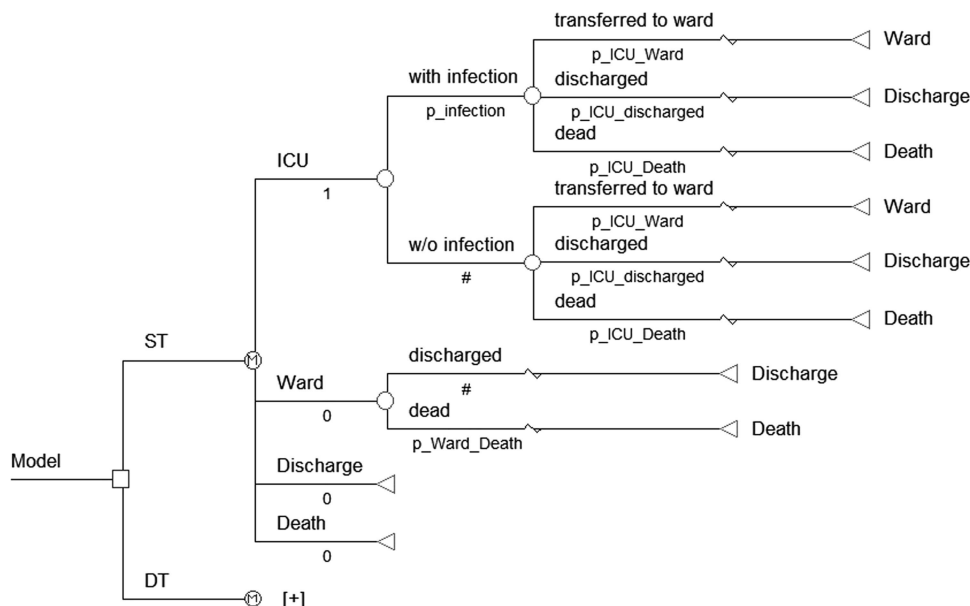 transferred to ward
Ward
p_ICU_Ward
with infection
discharged
Discharge
p_infection
p_ICU_discharged
dead
Death
p_ICU_Death
ICU
1
transferred to ward
Ward
p_ICU_Ward
w/o infection
discharged
Discharge
#
p_ICU_discharged
dead
Death
p_ICU_Death
ST
M
discharged
Discharge
#
Ward
0
dead
Death
p_Ward_Death
Model
Discharge
0
Death
0
DT
M [+]